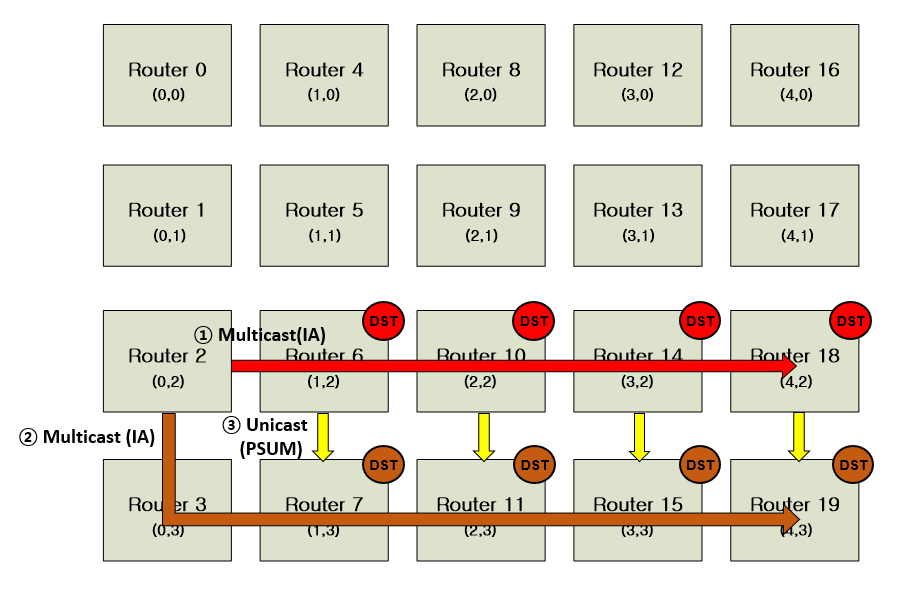 Router 0
(0,0)
Router 4
(1,0)
Router 8
(2,0)
Router 12
(3,0)
Router 16
(4,0)
Router 1
(0,1)
Router 5
(1,1)
Router 9
(2,1)
Router 13
(3,1)
Router 17
(4,1)
DST
DST
DST
DST
① Multicast(IA)
Router 2
(0,2)
Router 6
(1,2)
Router 10
(2,2)
Router 14
(3,2)
Router 18
(4,2)
② Multicast (IA)
③ Unicast
(PSUM)
DST
DST
DST
DST
Router 3
(0,3)
Router 7
(1,3)
Router 11
(2,3)
Router 15
(3,3)
Router 19
(4,3)